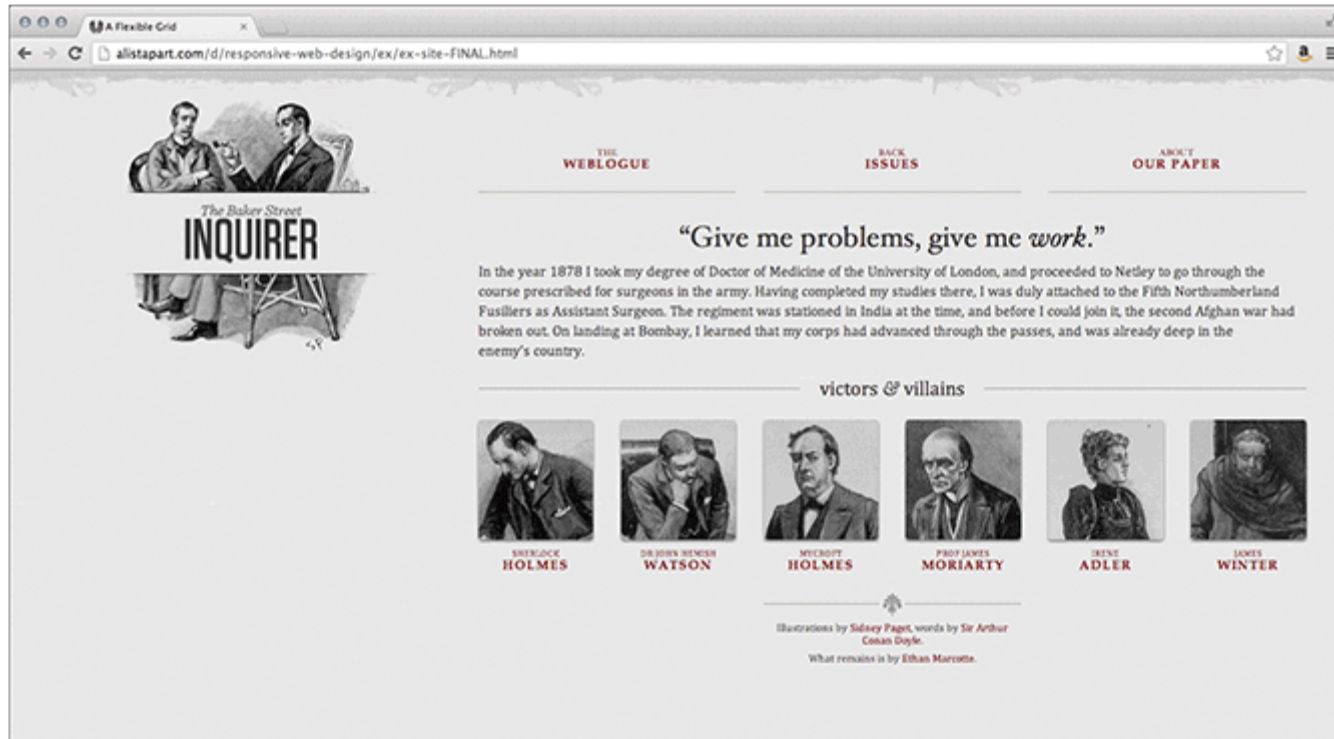 A Flexible Grid
alistapart.com/d/responsive-web-design/ex/ex-site-FINAL.html
The Baker Street
INQUIRER
SP
THE
WEBLOGUE
BACK
ISSUES
ABOUT
OUR PAPER
“Give me problems, give me work.”
In the year 1878 I took my degree of Doctor of Medicine of the University of London, and proceeded to Netley to go through the
course prescribed for surgeons in the army. Having completed my studies there, I was duly attached to the Fifth Northumberland
Fusiliers as Assistant Surgeon. The regiment was stationed in India at the time, and before I could join it, the second Afghan war had
broken out. On landing at Bombay, I learned that my corps had advanced through the passes, and was already deep in the
enemy’s country.
victors & villains
SHERLOCK
HOLMES
DR JOHN HEMISH
WATSON
MYCROFT
HOLMES
PROF JAMES
MORIARTY
IRENE
ADLER
JAMES
WINTER
Illustrations by Sidney Paget, words by Sir Arthur
Conan Doyle.
What remains is by Ethan Marcotte.